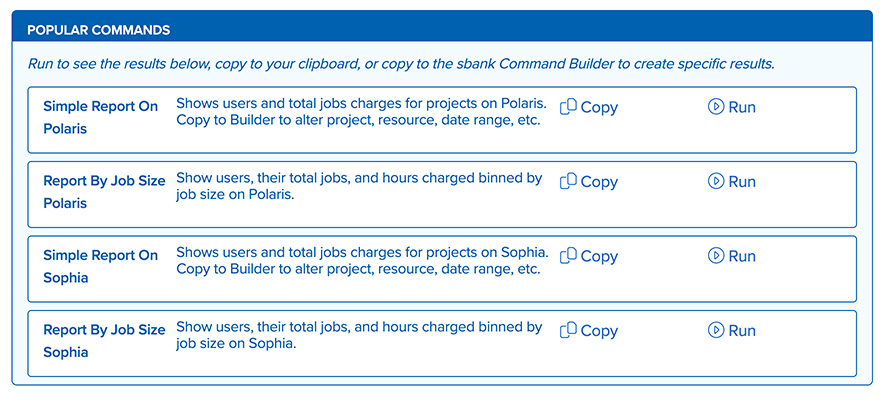 POPULAR COMMANDS
Run to see the results below, copy to your clipboard, or copy to the sbank Command Builder to create specific results.
Simple Report On
Polaris
Shows users and total jobs charges for projects on Polaris.
Copy to Builder to alter project, resource, date range, etc.
Copy
Run
Report By Job Size
Polaris
Show users, their total jobs, and hours charged binned by
job size on Polaris.
Copy
Run
Simple Report On
Sophia
Shows users and total jobs charges for projects on Sophia.
Copy to Builder to alter project, resource, date range, etc.
Copy
Run
Report By Job Size
Sophia
Show users, their total jobs, and hours charged binned by
job size on Sophia.
Copy
Run